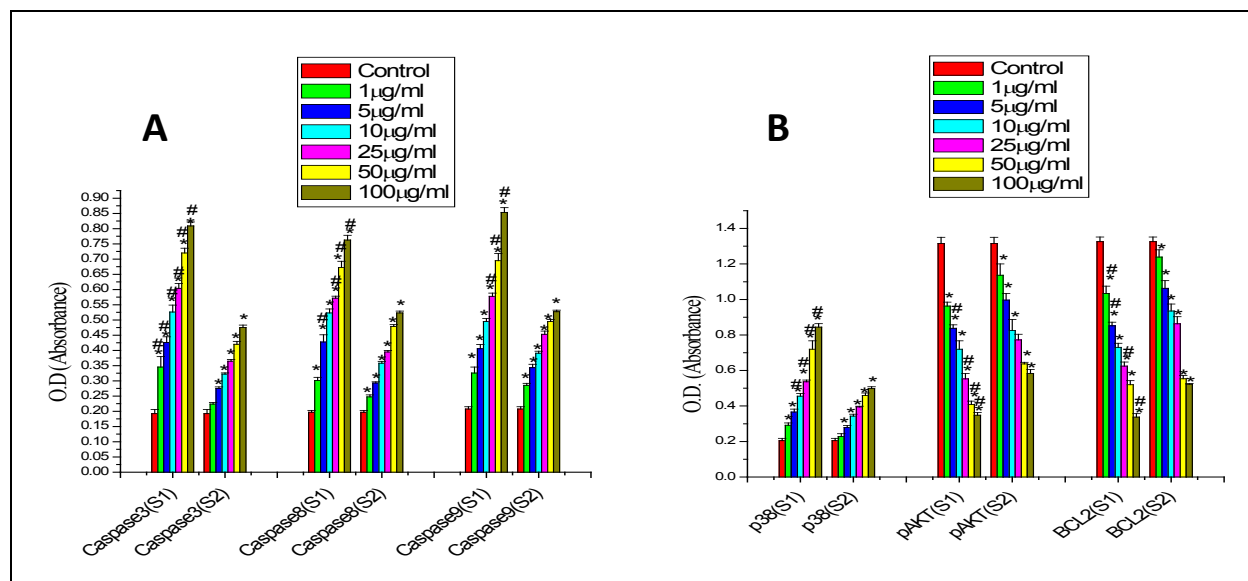 A
Control
1μg/ml
5μg/ml
10μg/ml
25μg/ml
50μg/ml
100μg/ml
O.D (Absorbance)
0.90
0.85
0.80
0.75
0.70
0.65
0.60
0.55
0.50
0.45
0.40
0.35
0.30
0.25
0.20
0.15
0.10
0.05
0.00
Caspase3(S1)
Caspase3(S2)
Caspase8(S1)
Caspase8(S2)
Caspase9(S1)
Caspase9(S2)
B
Control
1μg/ml
5μg/ml
10μg/ml
25μg/ml
50μg/ml
100μg/ml
O.D. (Absorbance)
1.4
1.2
1.0
0.8
0.6
0.4
0.2
0.0
p38(S1)
p38(S2)
pAKT(S1)
pAKT(S2)
BCL2(S1)
BCL2(S2)